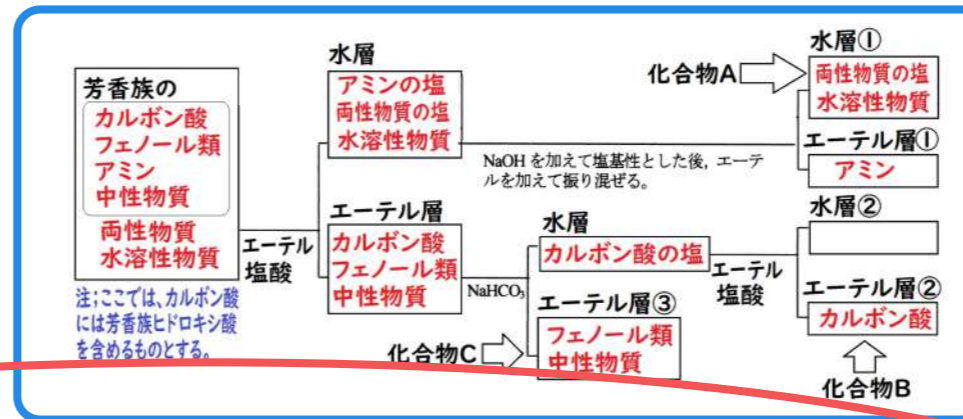 芳香族の
カルボン酸
フェノール類
アミン
中性物質
両性物質
水溶性物質
注;ここでは、カルボン酸
には芳香族ヒドロキシ酸
を含めるものとする。
エーテル
塩酸
水層
アミンの塩
両性物質の塩
水溶性物質
エーテル層
カルボン酸
フェノール類
中性物質
NaOH を加えて塩基性とした後，エーテ
ルを加えて振り混ぜる。
化合物A
水層①
両性物質の塩
水溶性物質
エーテル層①
アミン
NaHCO₃
水層
カルボン酸の塩
エーテル層③
フェノール類
中性物質
化合物C
エーテル
塩酸
水層②
エーテル層②
カルボン酸
化合物B